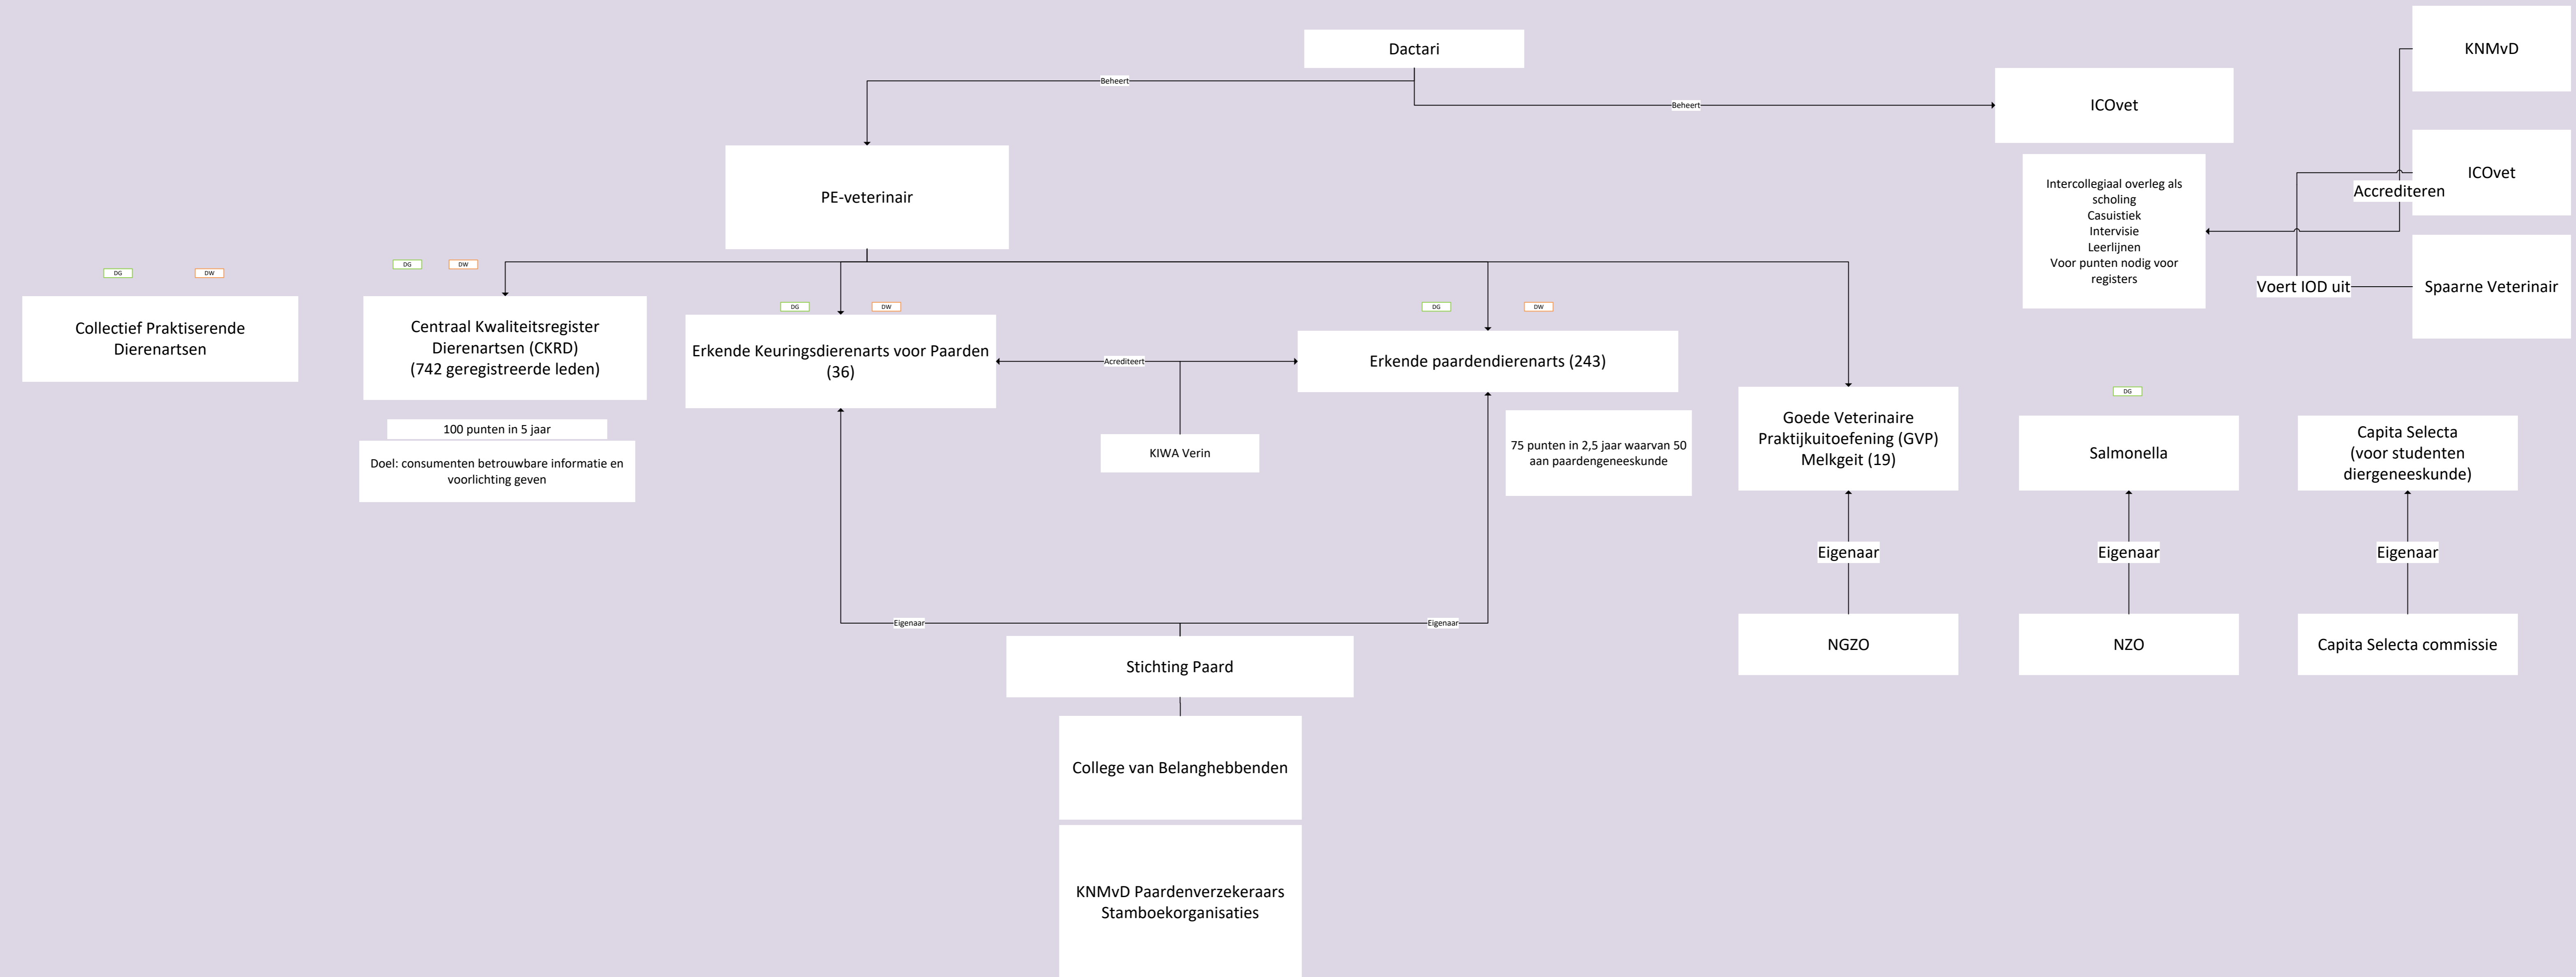 Dactari
KNMvD
Beheert
Beheert
ICOvet
ICOvet
Accrediteren
PE-veterinair
Intercollegiaal overleg als
scholing
Casuistiek
Intervisie
Leerlijnen
Voor punten nodig voor
registers
Voert IOD uit
Spaarne Veterinair
DG
DW
DG
DW
DG
DW
DG
DW
Collectief Praktiserende
Dierenartsen
Centraal Kwaliteitsregister
Dierenartsen (CKRD)
(742 geregistreerde leden)
Erkende Keuringsdierenarts voor Paarden
(36)
Acrediteert
Erkende paardendierenarts (243)
100 punten in 5 jaar
Doel: consumenten betrouwbare informatie en
voorlichting geven
KIWA Verin
75 punten in 2,5 jaar waarvan 50
aan paardengeneeskunde
Goede Veterinaire
Praktijkuitoefening (GVP)
Melkgeit (19)
DG
Salmonella
Capita Selecta
(voor studenten
diergeneeskunde)
Eigenaar
Eigenaar
Eigenaar
Eigenaar
Eigenaar
Stichting Paard
NGZO
NZO
Capita Selecta commissie
College van Belanghebbenden
KNMvD Paardenverzekeraars
Stamboekorganisaties